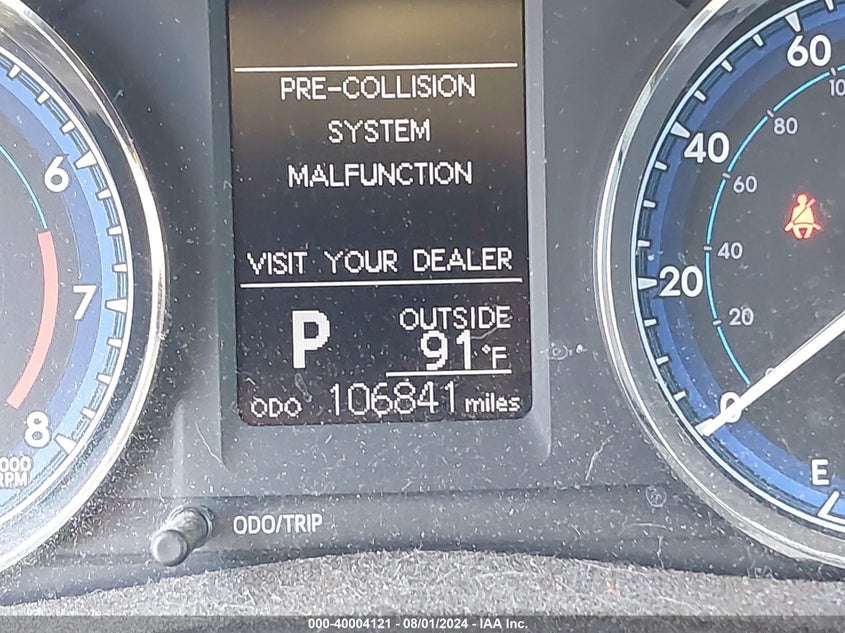 PRE-COLLISION
SYSTEM
MALFUNCTION
VISIT YOUR DEALER
P
OUTSIDE
91°F
ODO 106841 miles
ODO/TRIP
6
7
8
RPM
60
40
20
0
80
60
40
20
E
000-40004121 - 08/01/2024 - IAA Inc.